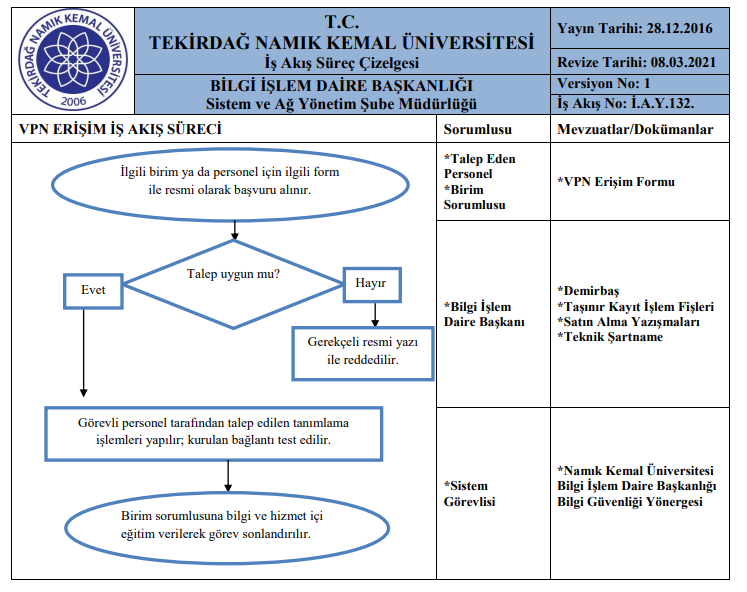 TEKİRDAĞ NAMIK KEMAL ÜNİVERSİTESİ
2006
T.C.
TEKİRDAĞ NAMIK KEMAL ÜNİVERSİTESİ
İş Akış Süreç Çizelgesi
BİLGİ İŞLEM DAİRE BAŞKANLIĞI
Sistem ve Ağ Yönetim Şube Müdürlüğü
Yayın Tarihi: 28.12.2016
Revize Tarihi: 08.03.2021
Versiyon No: 1
İş Akış No: İ.A.Y.132.
VPN ERİŞİM İŞ AKIŞ SÜRECİ
Sorumlusu
Mevzuatlar/Dokümanlar
İlgili birim ya da personel için ilgili form
ile resmi olarak başvuru alınır.
*Talep Eden
Personel
*Birim
Sorumlusu
*VPN Erişim Formu
Talep uygun mu?
Evet
Hayır
Gerekçeli resmi yazı
ile reddedilir.
*Bilgi İşlem
Daire Başkanı
*Demirbaş
*Taşınır Kayıt İşlem Fişleri
*Satın Alma Yazışmaları
*Teknik Şartname
Görevli personel tarafından talep edilen tanımlama
işlemleri yapılır; kurulan bağlantı test edilir.
Birim sorumlusuna bilgi ve hizmet içi
eğitim verilerek görev sonlandırılır.
*Sistem
Görevlisi
*Namık Kemal Üniversitesi
Bilgi İşlem Daire Başkanlığı
Bilgi Güvenliği Yönergesi